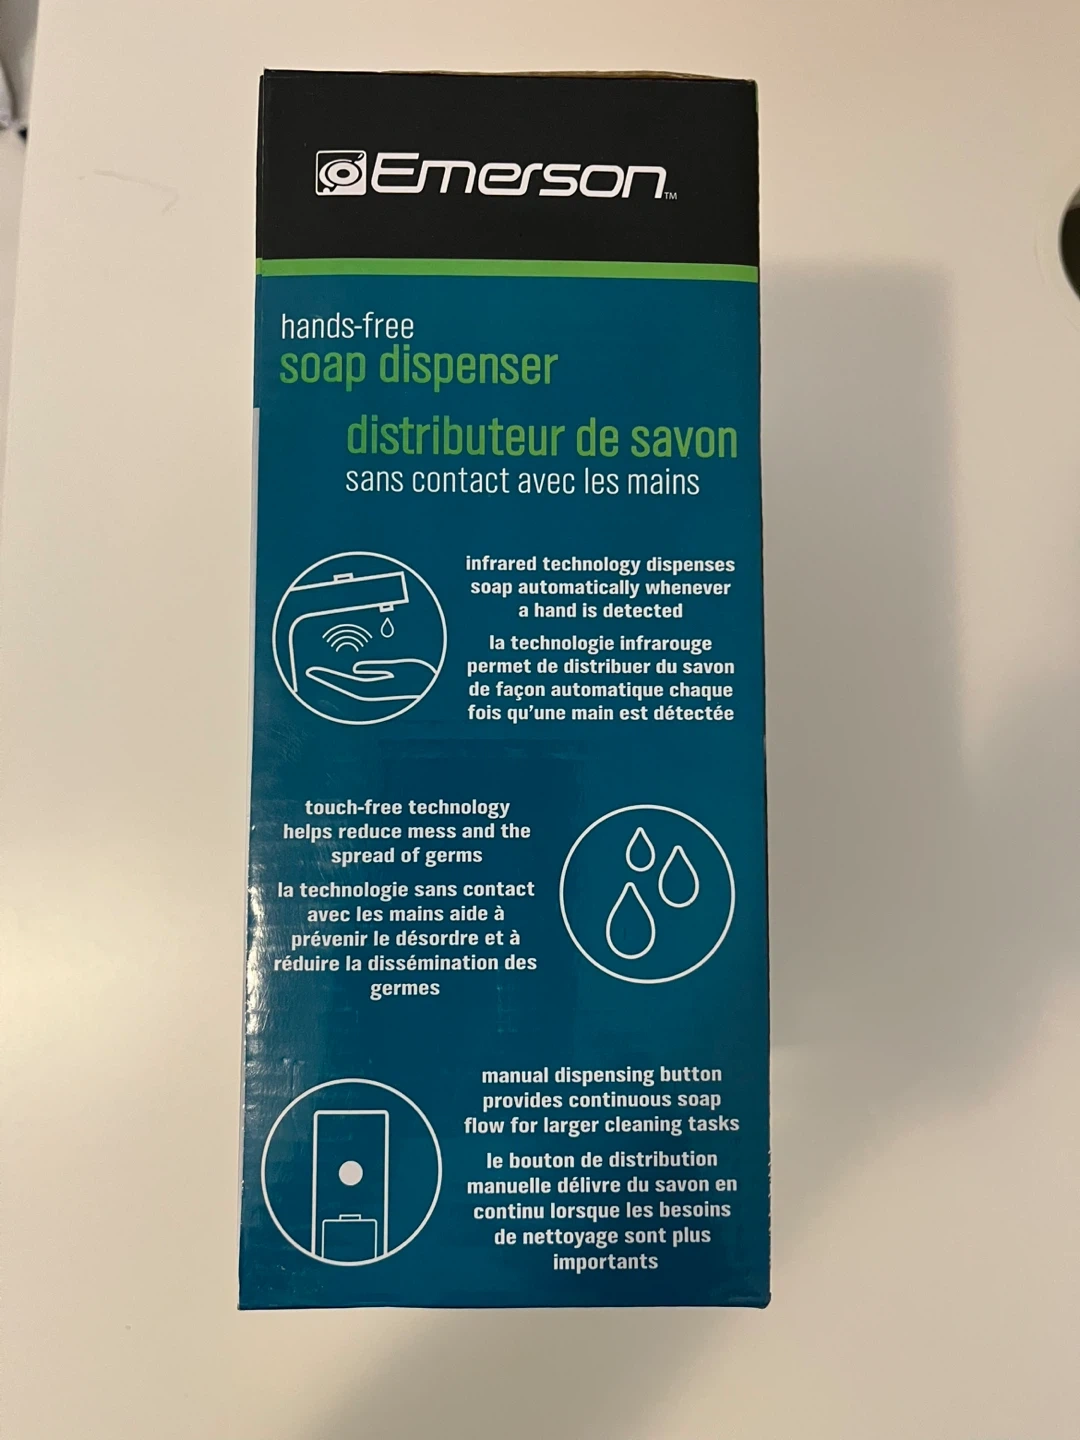 Emerson™
hands-free
soap dispenser
distributeur de savon
sans contact avec les mains
infrared technology dispenses
soap automatically whenever
a hand is detected
la technologie infrarouge
permet de distribuer du savon
de façon automatique chaque
fois qu'une main est détectée
touch-free technology
helps reduce mess and the
spread of germs
la technologie sans contact
avec les mains aide à
prévenir le désordre et à
réduire la dissémination des
germes
manual dispensing button
provides continuous soap
flow for larger cleaning tasks
le bouton de distribution
manuelle délivre du savon en
continu lorsque les besoins
de nettoyage sont plus
importants